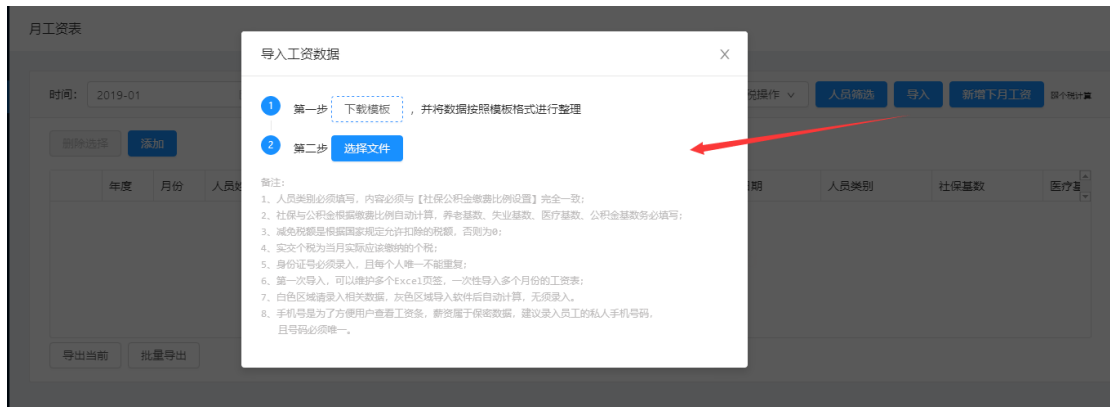 月工资表
导入工资数据
时间： 2019-01
税操作 人员筛选 导入 新增下月工资
1 第一步 下载模板 ，并将数据按照模板格式进行整理
2 第二步 选择文件
删除选择 添加
年度 月份 人员姓
期 人员类别 社保基数 医疗基
备注：
1、人员类别必须填写，内容必须与【社保公积金缴费比例设置】完全一致；
2、社保与公积金根据缴费比例自动计算，养老基数、失业基数、医疗基数、公积金基数务必填写；
3、减免税额是根据国家规定允许扣除的税额，否则为0；
4、实交个税为当月实际应该缴纳的个税；
5、身份证号必须录入，且每个人唯一不能重复；
6、第一次导入，可以维护多个Excel页签，一次性导入多个月份的工资表；
7、白色区域请录入相关数据，灰色区域导入软件后自动计算，无须录入。
8、手机号是为了方便用户查看工资条，薪资属于保密数据，建议录入员工的私人手机号码，
且号码必须唯一。
导出当前 批量导出